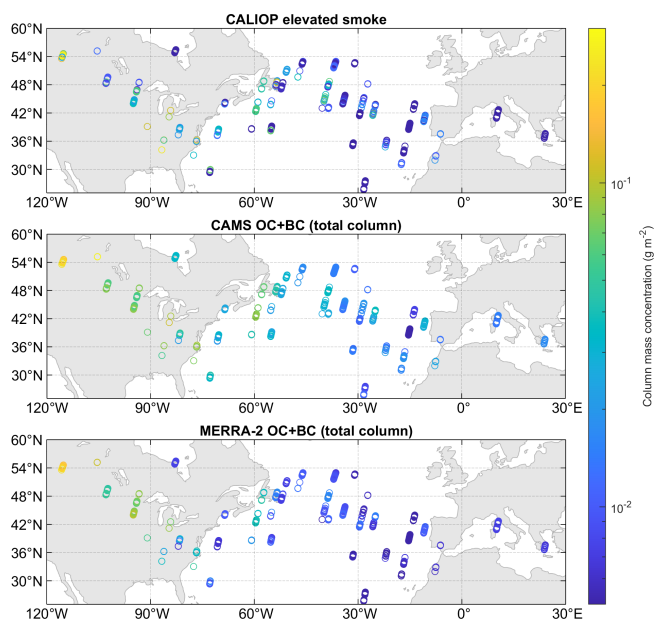 CALIOP elevated smoke
60°N
54°N
48°N
42°N
36°N
30°N
120°W 90°W 60°W 30°W 0° 30°E
CAMS OC+BC (total column)
60°N
54°N
48°N
42°N
36°N
30°N
120°W 90°W 60°W 30°W 0° 30°E
MERRA-2 OC+BC (total column)
60°N
54°N
48°N
42°N
36°N
30°N
120°W 90°W 60°W 30°W 0° 30°E
10⁻¹
10⁻²
Column mass concentration (g m⁻²)